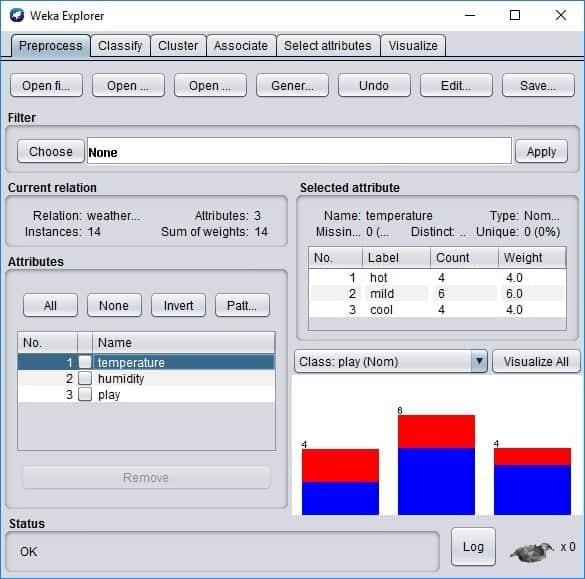 Weka Explorer
Preprocess Classify Cluster Associate Select attributes Visualize
Open fi... Open ... Open ... Gener... Undo Edit... Save...
Filter
Choose None Apply
Current relation
Relation: weather... Attributes: 3
Instances: 14 Sum of weights: 14
Selected attribute
Name: temperature Type: Nom...
Missin... 0 (... Distinct: .. Unique: 0 (0%)
No. Label Count Weight
1 hot 4 4.0
2 mild 6 6.0
3 cool 4 4.0
Attributes
All None Invert Patt...
No. Name
1 temperature
2 humidity
3 play
Remove
Class: play (Nom) Visualize All
4 6 4
Status
OK
Log x 0